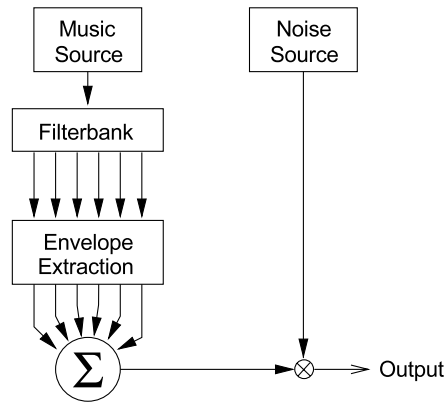 Music
Source
Noise
Source
Filterbank
Envelope
Extraction
Σ
Output